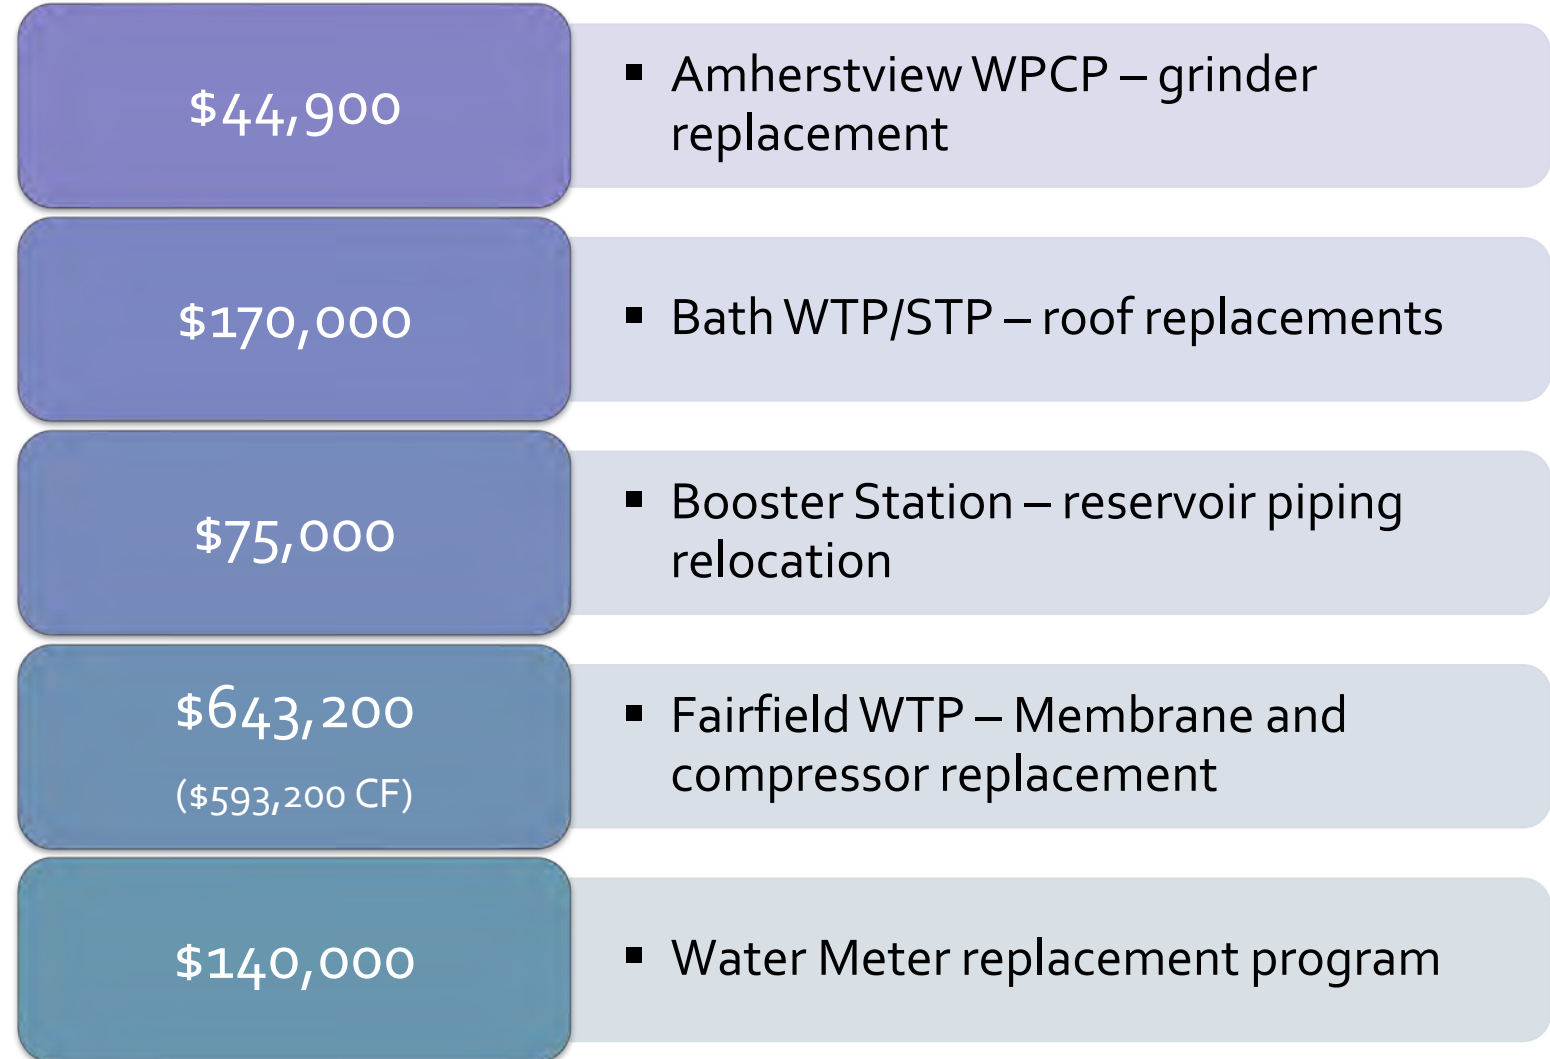 $44,900
▪ Amherstview WPCP – grinder
replacement
$170,000
▪ Bath WTP/STP – roof replacements
$75,000
▪ Booster Station – reservoir piping
relocation
$643,200
($593,200 CF)
▪ Fairfield WTP – Membrane and
compressor replacement
$140,000
▪ Water Meter replacement program